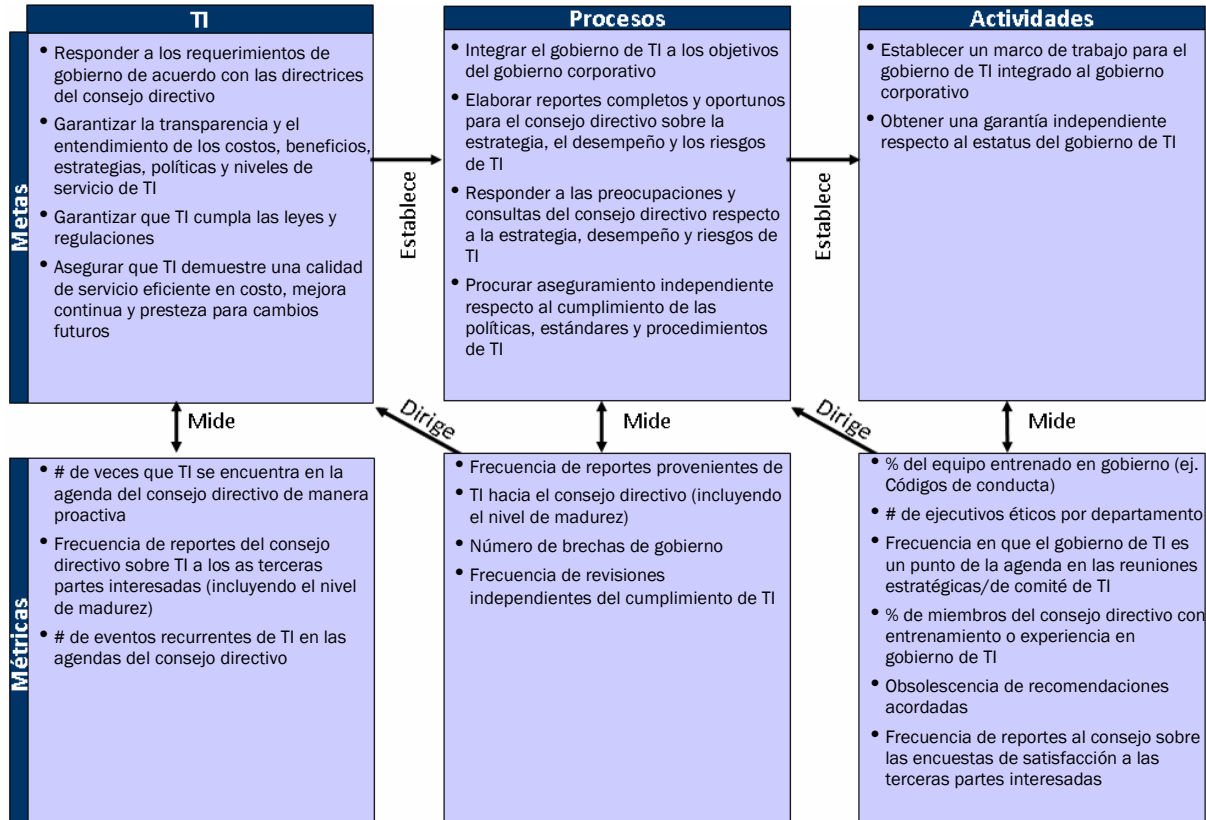 TI
Procesos
Actividades
Metas
• Responder a los requerimientos de
gobierno de acuerdo con las directrices
del consejo directivo
• Garantizar la transparencia y el
entendimiento de los costos, beneficios,
estrategias, políticas y niveles de
servicio de TI
• Garantizar que TI cumpla las leyes y
regulaciones
• Asegurar que TI demuestre una calidad
de servicio eficiente en costo, mejora
continua y presteza para cambios
futuros
Establece
• Integrar el gobierno de TI a los objetivos
del gobierno corporativo
• Elaborar reportes completos y oportunos
para el consejo directivo sobre la
estrategia, el desempeño y los riesgos
de TI
• Responder a las preocupaciones y
consultas del consejo directivo respecto
a la estrategia, desempeño y riesgos de
TI
• Procurar aseguramiento independiente
respecto al cumplimiento de las
políticas, estándares y procedimientos
de TI
Establece
• Establecer un marco de trabajo para el
gobierno de TI integrado al gobierno
corporativo
• Obtener una garantía independiente
respecto al estatus del gobierno de TI
Mide
Dirige
Mide
Dirige
Mide
Métricas
• # de veces que TI se encuentra en la
agenda del consejo directivo de manera
proactiva
• Frecuencia de reportes del consejo
directivo sobre TI a los as terceras
partes interesadas (incluyendo el nivel
de madurez)
• # de eventos recurrentes de TI en las
agendas del consejo directivo
• Frecuencia de reportes provenientes de
• TI hacia el consejo directivo (incluyendo
el nivel de madurez)
• Número de brechas de gobierno
• Frecuencia de revisiones
independientes del cumplimiento de TI
• % del equipo entrenado en gobierno (ej.
Códigos de conducta)
• # de ejecutivos éticos por departamento
• Frecuencia en que el gobierno de TI es
un punto de la agenda en las reuniones
estratégicas/de comité de TI
• % de miembros del consejo directivo con
entrenamiento o experiencia en
gobierno de TI
• Obsolescencia de recomendaciones
acordadas
• Frecuencia de reportes al consejo sobre
las encuestas de satisfacción a las
terceras partes interesadas